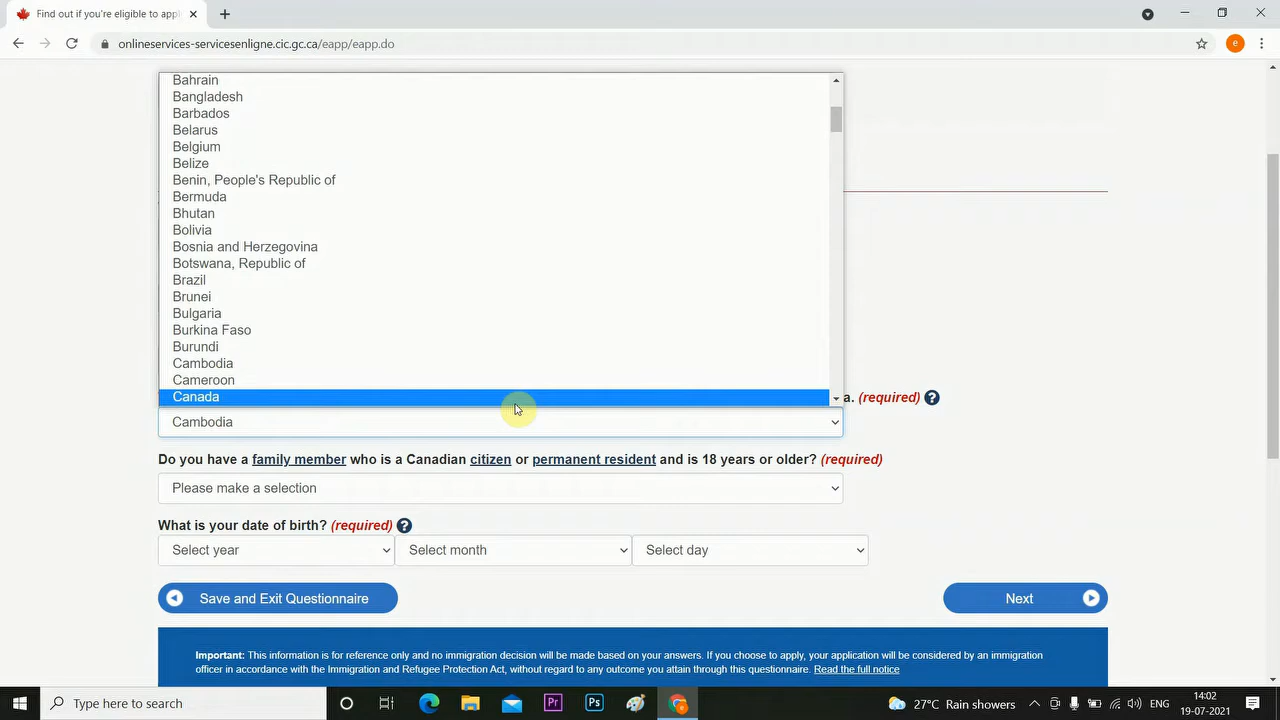 Find out if you're eligible to appl
onlineservices-servicesenligne.cic.gc.ca/eapp/eapp.do
e
Bahrain
Bangladesh
Barbados
Belarus
Belgium
Belize
Benin, People's Republic of
Bermuda
Bhutan
Bolivia
Bosnia and Herzegovina
Botswana, Republic of
Brazil
Brunei
Bulgaria
Burkina Faso
Burundi
Cambodia
Cameroon
Canada
a. (required) ?
Cambodia
Do you have a family member who is a Canadian citizen or permanent resident and is 18 years or older? (required)
Please make a selection
What is your date of birth? (required) ?
Select year Select month Select day
Save and Exit Questionnaire Next
Important: This information is for reference only and no immigration decision will be made based on your answers. If you choose to apply, your application will be considered by an immigration
officer in accordance with the Immigration and Refugee Protection Act, without regard to any outcome you attain through this questionnaire. Read the full notice
Type here to search Pr Ps 27°C Rain showers ENG 14:02
19-07-2021